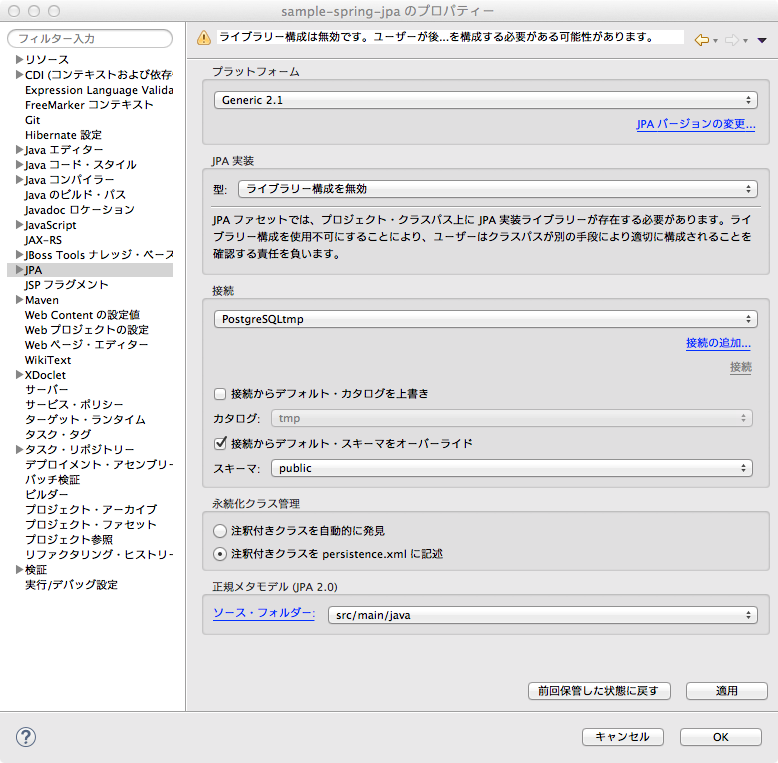 sample-spring-jpa のプロパティー
フィルター入力
ライブラリー構成は無効です。ユーザーが後...を構成する必要がある可能性があります。
リソース
CDI (コンテキストおよび依存
Expression Language Valida
FreeMarker コンテキスト
Git
Hibernate 設定
Java エディター
Java コード・スタイル
Java コンパイラー
Java のビルド・パス
Javadoc ロケーション
JavaScript
JAX-RS
JBoss Tools ナレッジ・ベース
JPA
JSP フラグメント
Maven
Web Content の設定値
Web プロジェクトの設定
Web ページ・エディター
WikiText
XDoclet
サーバー
サービス・ポリシー
ターゲット・ランタイム
タスク・タグ
タスク・リポジトリー
デプロイメント・アセンブリー
バッチ検証
ビルダー
プロジェクト・アーカイブ
プロジェクト・ファセット
プロジェクト参照
リファクタリング・ヒストリー
検証
実行/デバッグ設定
プラットフォーム
Generic 2.1
JPA バージョンの変更...
JPA 実装
型: ライブラリー構成を無効
JPA ファセットでは、プロジェクト・クラスパス上に JPA 実装ライブラリーが存在する必要があります。ライ
ブラリー構成を使用不可にすることにより、ユーザーはクラスパスが別の手段により適切に構成されることを
確認する責任を負います。
接続
PostgreSQLtmp
接続の追加...
接続
接続からデフォルト・カタログを上書き
カタログ: tmp
接続からデフォルト・スキーマをオーバーライド
スキーマ: public
永続化クラス管理
注釈付きクラスを自動的に発見
注釈付きクラスを persistence.xml に記述
正規メタモデル (JPA 2.0)
ソース・フォルダー: src/main/java
前回保管した状態に戻す 適用
? キャンセル OK